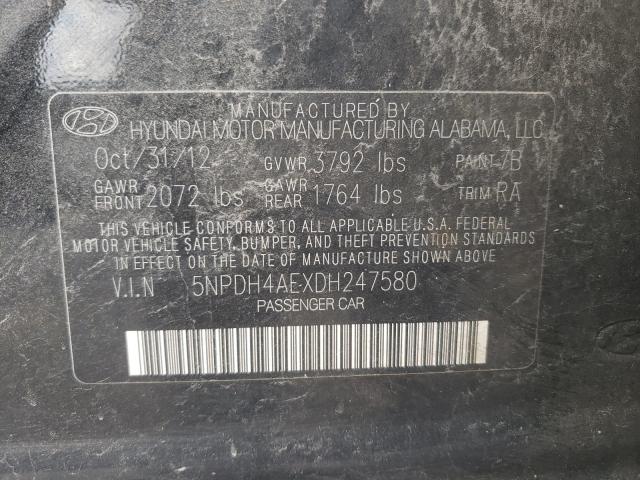 MANUFACTURED BY
HYUNDAI MOTOR MANUFACTURING ALABAMA, LLC
Oct/31/12 GVWR 3792 lbs PAINT 7B
GAWR FRONT 2072 lbs GAWR REAR 1764 lbs TRIM RA
THIS VEHICLE CONFORMS TO ALL APPLICABLE U.S.A. FEDERAL
MOTOR VEHICLE SAFETY, BUMPER, AND THEFT PREVENTION STANDARDS
IN EFFECT ON THE DATE OF MANUFACTURE SHOWN ABOVE
V.I.N 5NPDH4AEXDH247580
PASSENGER CAR